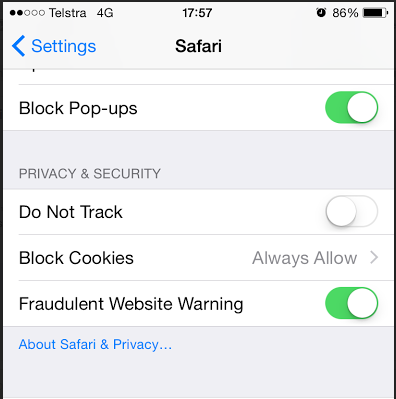 Telstra 4G 17:57 86%
Settings Safari
Block Pop-ups
PRIVACY & SECURITY
Do Not Track
Block Cookies Always Allow
Fraudulent Website Warning
About Safari & Privacy...